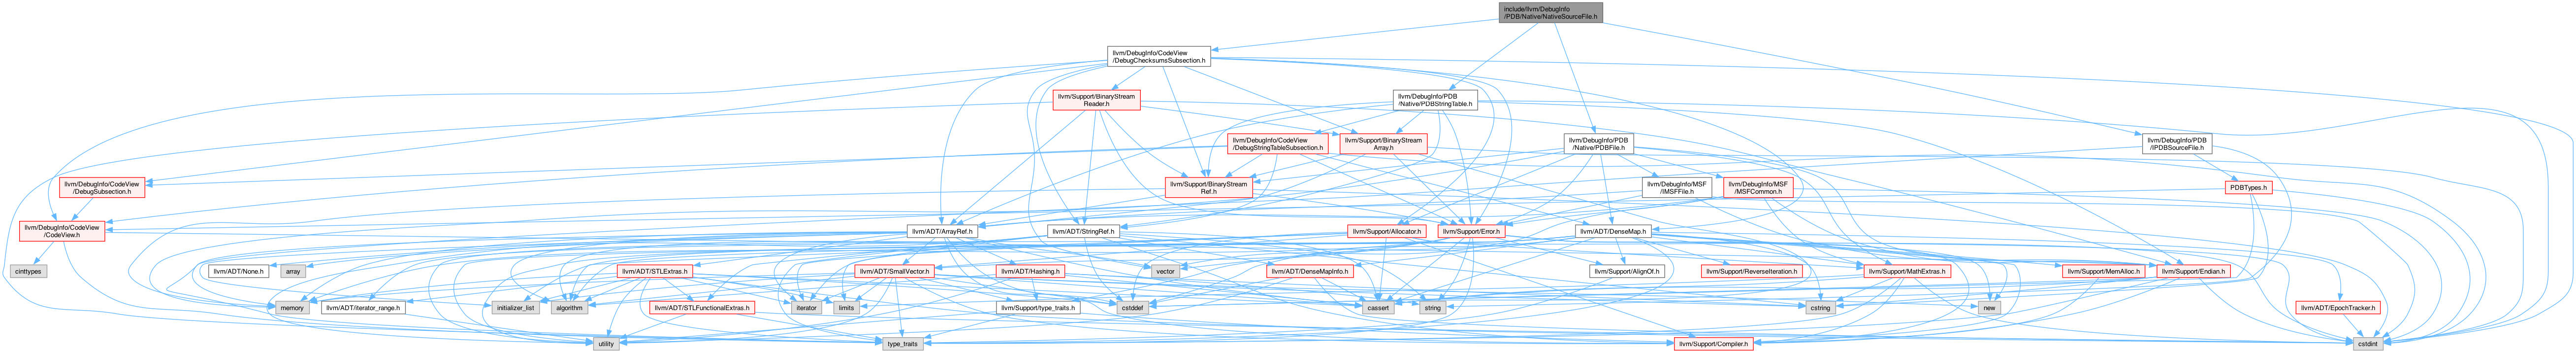 include/llvm/DebugInfo
/PDB/Native/NativeSourceFile.h
llvm/DebugInfo/CodeView
/DebugChecksumsSubsection.h
llvm/Support/BinaryStream
Reader.h
llvm/DebugInfo/PDB
/Native/PDBStringTable.h
llvm/DebugInfo/CodeView
/DebugStringTableSubsection.h
llvm/Support/BinaryStream
Array.h
llvm/DebugInfo/PDB
/Native/PDBFile.h
llvm/DebugInfo/PDB
/IPDBSourceFile.h
llvm/DebugInfo/CodeView
/DebugSubsection.h
llvm/Support/BinaryStream
Ref.h
llvm/DebugInfo/MSF
/IMSFFile.h
llvm/DebugInfo/MSF
/MSFCommon.h
PDBTypes.h
llvm/DebugInfo/CodeView
/CodeView.h
llvm/ADT/ArrayRef.h
llvm/ADT/StringRef.h
llvm/Support/Allocator.h
llvm/Support/Error.h
llvm/ADT/DenseMap.h
cinttypes
llvm/ADT/None.h
array
llvm/ADT/STLExtras.h
llvm/ADT/SmallVector.h
llvm/ADT/Hashing.h
vector
llvm/ADT/DenseMapInfo.h
llvm/Support/AlignOf.h
llvm/Support/ReverseIteration.h
llvm/Support/MathExtras.h
llvm/Support/MemAlloc.h
llvm/Support/Endian.h
memory
llvm/ADT/iterator_range.h
initializer_list
algorithm
llvm/ADT/STLFunctionalExtras.h
iterator
limits
llvm/Support/type_traits.h
cstddef
cassert
string
cstring
new
llvm/ADT/EpochTracker.h
utility
type_traits
llvm/Support/Compiler.h
cstdint